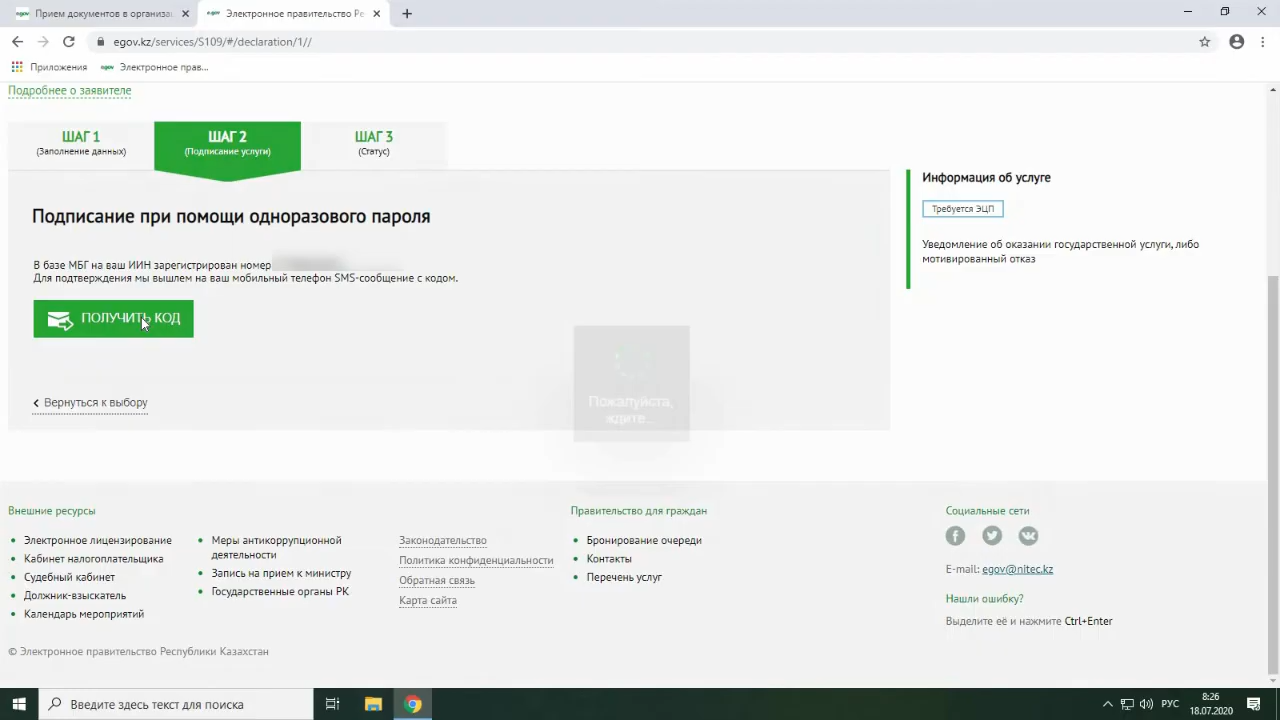 Прием документов в организа
Электронное правительство Ре
egov.kz/services/S109/#/declaration/1//
Приложения
Электронное прав...
Подробнее о заявителе
ШАГ 1
(Заполнение данных)
ШАГ 2
(Подписание услуги)
ШАГ 3
(Статус)
Подписание при помощи одноразового пароля
В базе МБГ на ваш ИИН зарегистрирован номер
Для подтверждения мы вышлем на ваш мобильный телефон SMS-сообщение с кодом.
ПОЛУЧИТЬ КОД
Вернуться к выбору
Пожалуйста,
ждите...
Информация об услуге
Требуется ЭЦП
Уведомление об оказании государственной услуги, либо
мотивированный отказ
Внешние ресурсы
Электронное лицензирование
Кабинет налогоплательщика
Судебный кабинет
Должник-взыскатель
Календарь мероприятий
Меры антикоррупционной
деятельности
Запись на прием к министру
Государственные органы РК
Законодательство
Политика конфиденциальности
Обратная связь
Карта сайта
Правительство для граждан
Бронирование очереди
Контакты
Перечень услуг
Социальные сети
E-mail: egov@nitec.kz
Нашли ошибку?
Выделите её и нажмите Ctrl+Enter
© Электронное правительство Республики Казахстан
Введите здесь текст для поиска
РУС
8:26
18.07.2020